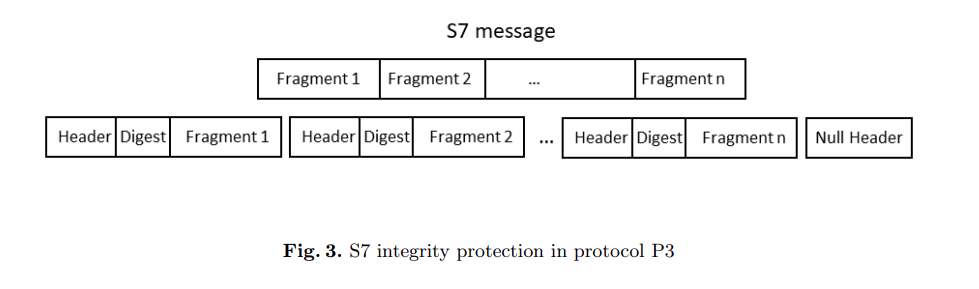 S7 message
Fragment 1 Fragment 2 ... Fragment n
Header Digest Fragment 1 Header Digest Fragment 2 ... Header Digest Fragment n Null Header
Fig. 3. S7 integrity protection in protocol P3